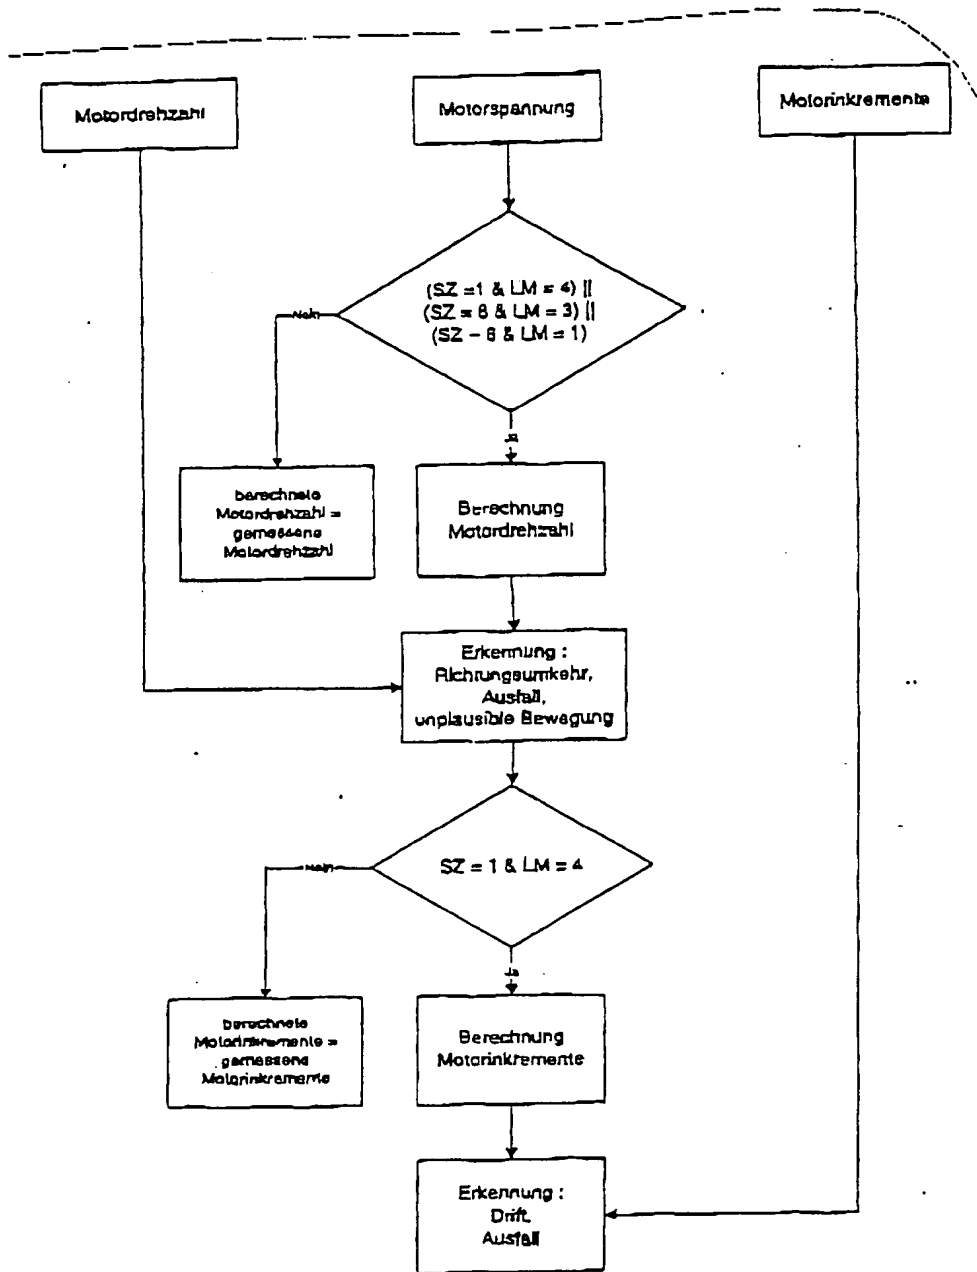 Motordrehzahl
Motorspannung
Motorinkremente
(SZ =1 & LM = 4) ||
(SZ = 6 & LM = 3) ||
(SZ - 6 & LM = 1)
Nein
Ja
berechnete
Motordrehzahl =
gemessene
Motordrehzahl
Berechnung
Motordrehzahl
Erkennung :
Richtungsumkehr,
Ausfall,
unplausible Bewegung
SZ = 1 & LM = 4
Nein
Ja
berechnete
Motorinkremente =
gemessene
Motorinkremente
Berechnung
Motorinkremente
Erkennung :
Drift,
Ausfall